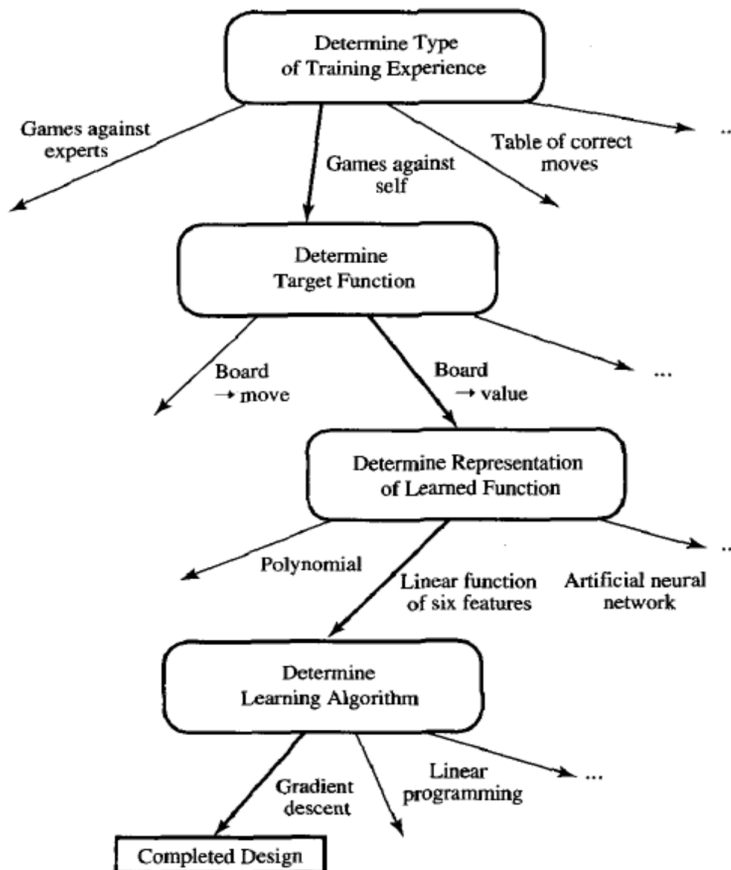 Determine Type
of Training Experience
Games against
experts
Games against
self
Table of correct
moves
...
Determine
Target Function
Board
→ move
Board
→ value
...
Determine Representation
of Learned Function
Polynomial
Linear function
of six features
Artificial neural
network
...
Determine
Learning Algorithm
Gradient
descent
Linear
programming
...
Completed Design